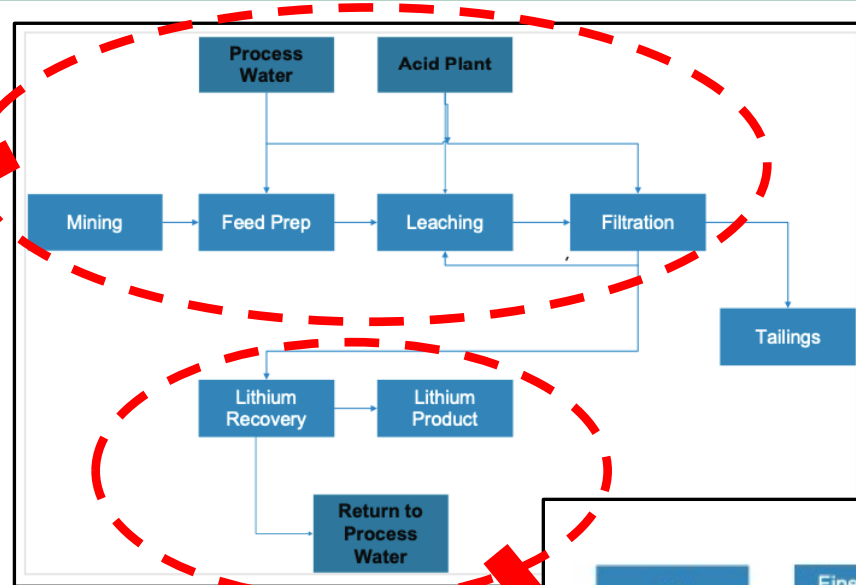 Process
Water
Acid Plant
Mining
Feed Prep
Leaching
Filtration
Tailings
Lithium
Recovery
Lithium
Product
Return to
Process
Water